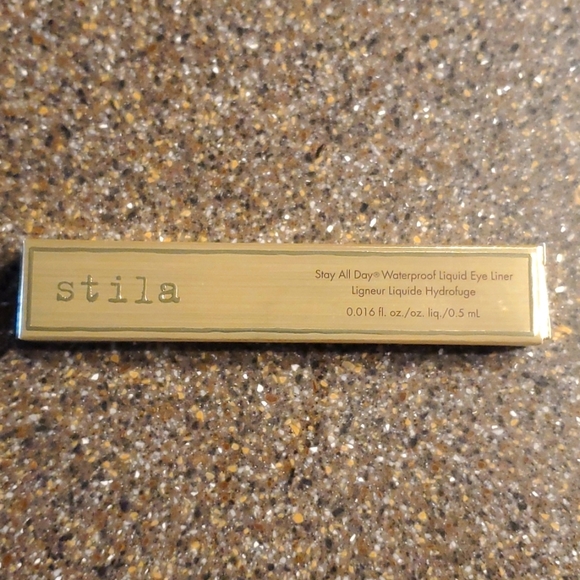 stila
Stay All Day® Waterproof Liquid Eye Liner
Ligneur Liquide Hydrofuge
0.016 fl. oz./oz. liq./0.5 mL